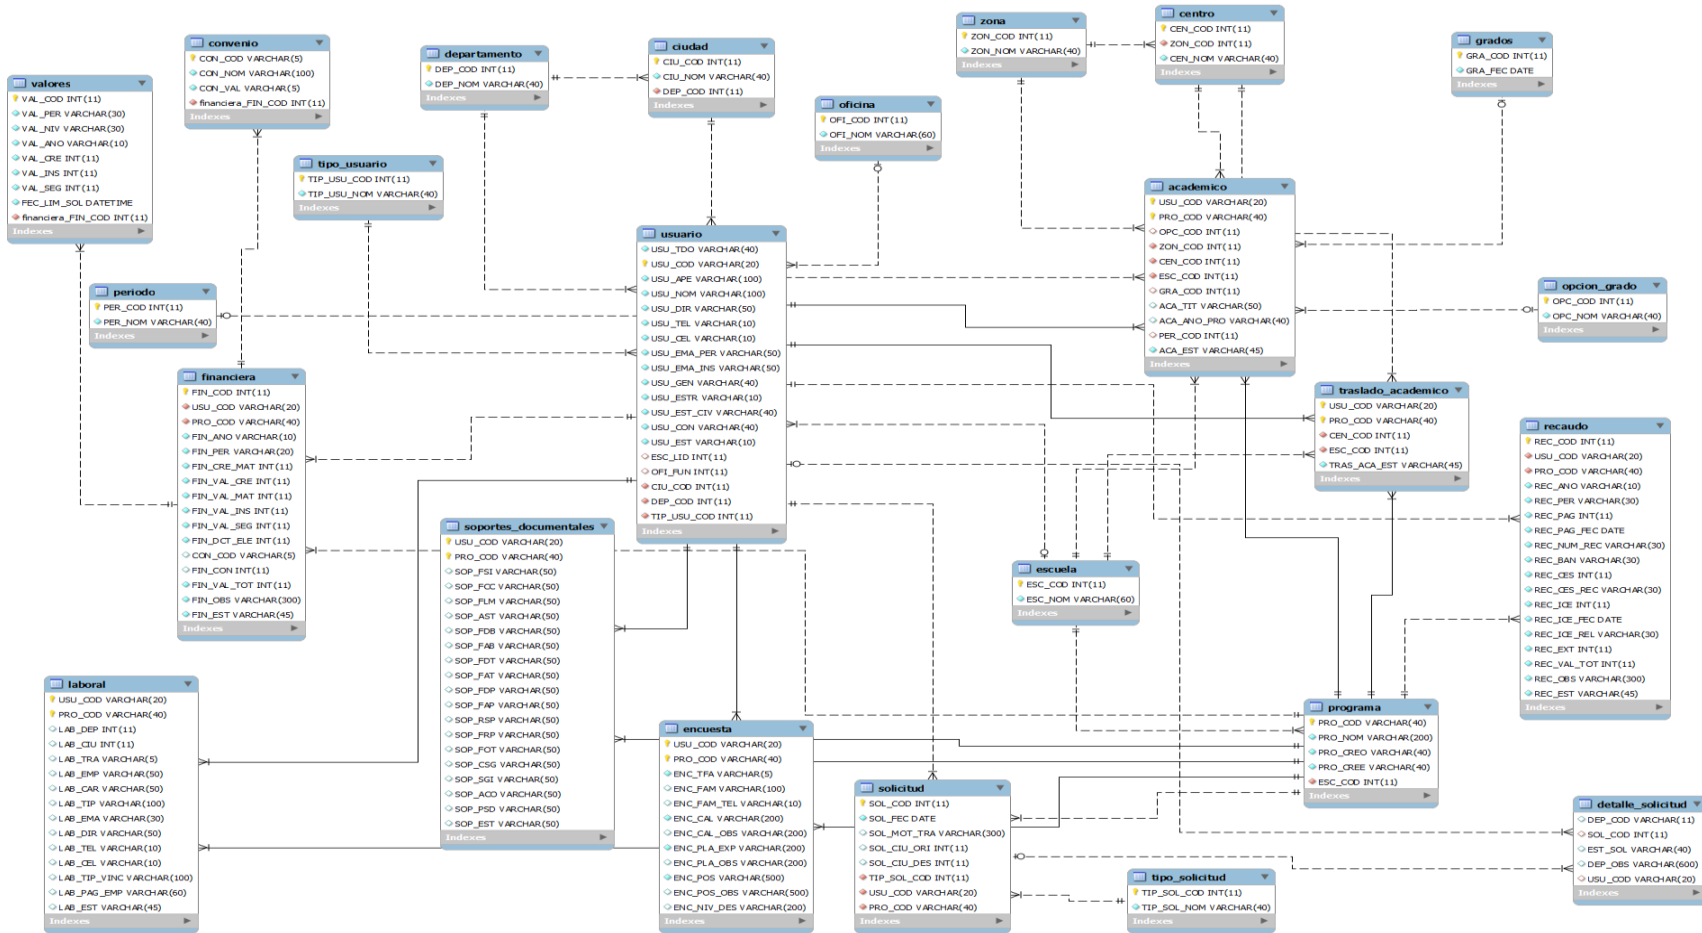 valores
VAL_COD INT(11)
VAL_PER VARCHAR(30)
VAL_NIV VARCHAR(30)
VAL_ANO VARCHAR(10)
VAL_CRE INT(11)
VAL_INS INT(11)
VAL_SEG INT(11)
FEC_LIM_SOL DATETIME
financiera_FIN_COD INT(11)
Indexes
convenio
CON_COD VARCHAR(5)
CON_NOM VARCHAR(100)
CON_VAL VARCHAR(5)
financiera_FIN_COD INT(11)
Indexes
departamento
DEP_COD INT(11)
DEP_NOM VARCHAR(40)
Indexes
ciudad
CIU_COD INT(11)
CIU_NOM VARCHAR(40)
DEP_COD INT(11)
Indexes
zona
ZON_COD INT(11)
ZON_NOM VARCHAR(40)
Indexes
centro
CEN_COD INT(11)
ZON_COD INT(11)
CEN_NOM VARCHAR(40)
Indexes
grados
GRA_COD INT(11)
GRA_FEC DATE
Indexes
oficina
OFI_COD INT(11)
OFI_NOM VARCHAR(60)
Indexes
tipo_usuario
TIP_USU_COD INT(11)
TIP_USU_NOM VARCHAR(40)
Indexes
periodo
PER_COD INT(11)
PER_NOM VARCHAR(40)
Indexes
usuario
USU_TDO VARCHAR(40)
USU_COD VARCHAR(20)
USU_APE VARCHAR(100)
USU_NOM VARCHAR(100)
USU_DIR VARCHAR(50)
USU_TEL VARCHAR(10)
USU_CEL VARCHAR(10)
USU_EMA_PER VARCHAR(50)
USU_EMA_INS VARCHAR(50)
USU_GEN VARCHAR(40)
USU_ESTR VARCHAR(10)
USU_EST_CIV VARCHAR(40)
USU_CON VARCHAR(40)
USU_EST VARCHAR(10)
ESC_LID INT(11)
OFI_FUN INT(11)
CIU_COD INT(11)
DEP_COD INT(11)
TIP_USU_COD INT(11)
Indexes
academico
USU_COD VARCHAR(20)
PRO_COD VARCHAR(40)
OPC_COD INT(11)
ZON_COD INT(11)
CEN_COD INT(11)
ESC_COD INT(11)
GRA_COD INT(11)
ACA_TIT VARCHAR(50)
ACA_ANO_PRO VARCHAR(40)
PER_COD INT(11)
ACA_EST VARCHAR(45)
Indexes
opcion_grado
OPC_COD INT(11)
OPC_NOM VARCHAR(40)
Indexes
financiera
FIN_COD INT(11)
USU_COD VARCHAR(20)
PRO_COD VARCHAR(40)
FIN_ANO VARCHAR(10)
FIN_PER VARCHAR(20)
FIN_CRE_MAT INT(11)
FIN_VAL_CRE INT(11)
FIN_VAL_MAT INT(11)
FIN_VAL_INS INT(11)
FIN_VAL_SEG INT(11)
FIN_DCT_ELE INT(11)
CON_COD VARCHAR(5)
FIN_CON INT(11)
FIN_VAL_TOT INT(11)
FIN_OBS VARCHAR(300)
FIN_EST VARCHAR(45)
Indexes
traslado_academico
USU_COD VARCHAR(20)
PRO_COD VARCHAR(40)
CEN_COD INT(11)
ESC_COD INT(11)
TRAS_ACA_EST VARCHAR(45)
Indexes
recaudo
REC_COD INT(11)
USU_COD VARCHAR(20)
PRO_COD VARCHAR(40)
REC_ANO VARCHAR(10)
REC_PER VARCHAR(30)
REC_PAG INT(11)
REC_PAG_FEC DATE
REC_NUM_REC VARCHAR(30)
REC_BAN VARCHAR(30)
REC_CES INT(11)
REC_CES_REC VARCHAR(30)
REC_ICE INT(11)
REC_ICE_FEC DATE
REC_ICE_REL VARCHAR(30)
REC_EXT INT(11)
REC_VAL_TOT INT(11)
REC_OBS VARCHAR(300)
REC_EST VARCHAR(45)
Indexes
soportes_documentales
USU_COD VARCHAR(20)
PRO_COD VARCHAR(40)
SOP_FSI VARCHAR(50)
SOP_FCC VARCHAR(50)
SOP_FLM VARCHAR(50)
SOP_AST VARCHAR(50)
SOP_FDB VARCHAR(50)
SOP_FAB VARCHAR(50)
SOP_FDT VARCHAR(50)
SOP_FAT VARCHAR(50)
SOP_FDP VARCHAR(50)
SOP_FAP VARCHAR(50)
SOP_RSP VARCHAR(50)
SOP_FRP VARCHAR(50)
SOP_FOT VARCHAR(50)
SOP_CSG VARCHAR(50)
SOP_SGI VARCHAR(50)
SOP_ACO VARCHAR(50)
SOP_PSD VARCHAR(50)
SOP_EST VARCHAR(50)
Indexes
escuela
ESC_COD INT(11)
ESC_NOM VARCHAR(60)
Indexes
laboral
USU_COD VARCHAR(20)
PRO_COD VARCHAR(40)
LAB_DEP INT(11)
LAB_CIU INT(11)
LAB_TRA VARCHAR(5)
LAB_EMP VARCHAR(50)
LAB_CAR VARCHAR(50)
LAB_TIP VARCHAR(100)
LAB_EMA VARCHAR(30)
LAB_DIR VARCHAR(50)
LAB_TEL VARCHAR(10)
LAB_CEL VARCHAR(10)
LAB_TIP_VINC VARCHAR(100)
LAB_PAG_EMP VARCHAR(60)
LAB_EST VARCHAR(45)
Indexes
encuesta
USU_COD VARCHAR(20)
PRO_COD VARCHAR(40)
ENC_TFA VARCHAR(5)
ENC_FAM VARCHAR(100)
ENC_FAM_TEL VARCHAR(10)
ENC_CAL VARCHAR(200)
ENC_CAL_OBS VARCHAR(200)
ENC_PLA_EXP VARCHAR(200)
ENC_PLA_OBS VARCHAR(200)
ENC_POS VARCHAR(500)
ENC_POS_OBS VARCHAR(500)
ENC_NIV_DES VARCHAR(200)
Indexes
solicitud
SOL_COD INT(11)
SOL_FEC DATE
SOL_MOT_TRA VARCHAR(300)
SOL_CIU_ORI INT(11)
SOL_CIU_DES INT(11)
TIP_SOL_COD INT(11)
USU_COD VARCHAR(20)
PRO_COD VARCHAR(40)
Indexes
programa
PRO_COD VARCHAR(40)
PRO_NOM VARCHAR(200)
PRO_CREO VARCHAR(40)
PRO_CREE VARCHAR(40)
ESC_COD INT(11)
Indexes
tipo_solicitud
TIP_SOL_COD INT(11)
TIP_SOL_NOM VARCHAR(40)
Indexes
detalle_solicitud
DEP_COD VARCHAR(11)
SOL_COD INT(11)
EST_SOL VARCHAR(40)
DEP_OBS VARCHAR(600)
USU_COD VARCHAR(20)
Indexes